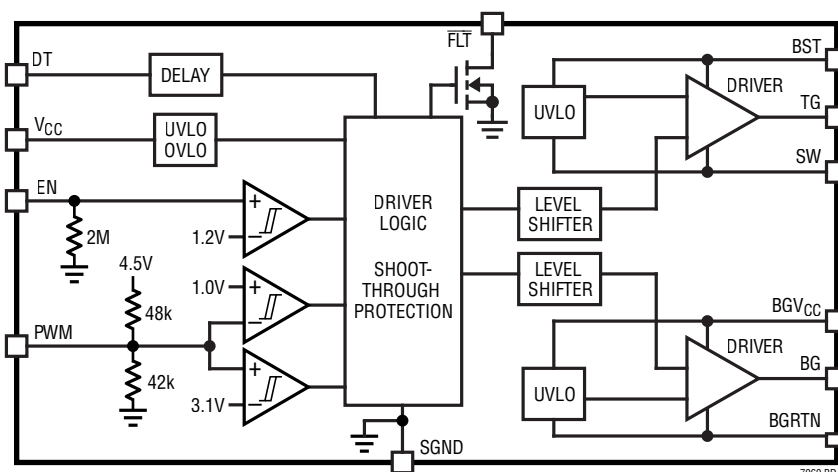 FLT
DT
DELAY
BST
DRIVER
UVLO
TG
VCC
UVLO
OVLO
SW
EN
+
−
1.2V
2M
DRIVER
LOGIC
SHOOT-
THROUGH
PROTECTION
LEVEL
SHIFTER
LEVEL
SHIFTER
4.5V
48k
1.0V
+
−
PWM
42k
+
−
3.1V
BGVCC
DRIVER
UVLO
BG
BGRTN
SGND